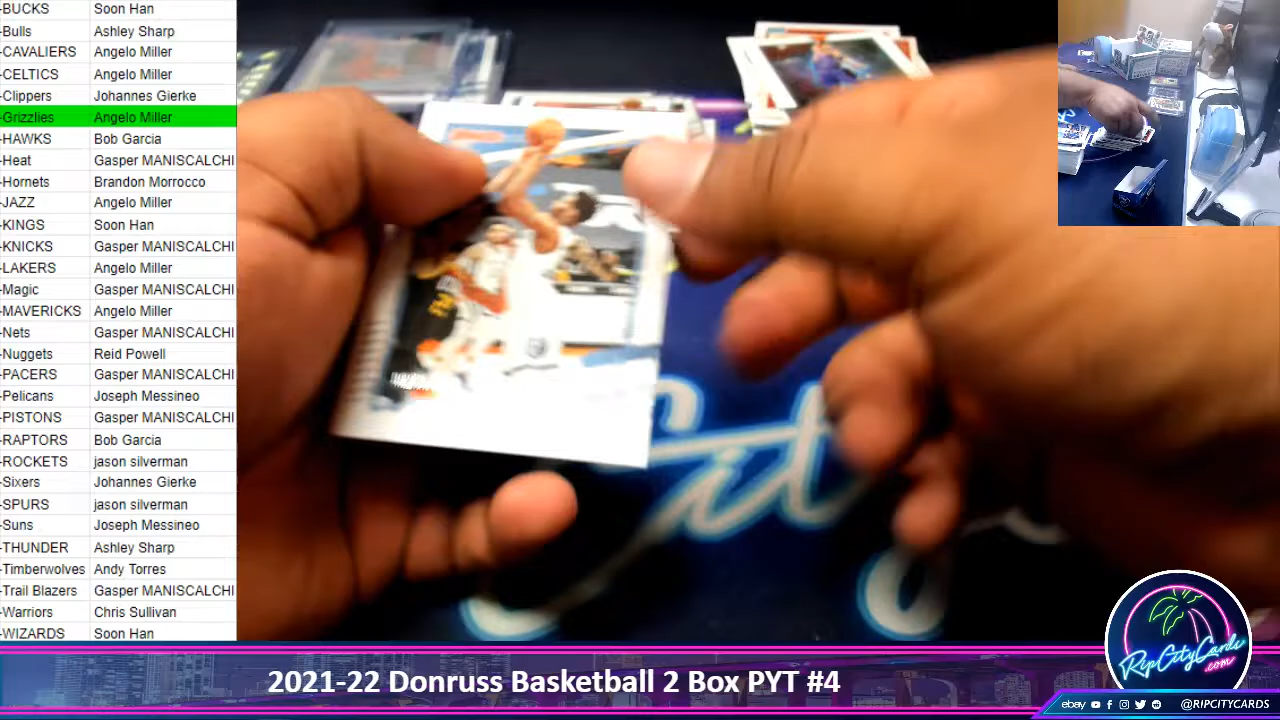 -BUCKS Soon Han
-Bulls Ashley Sharp
-CAVALIERS Angelo Miller
-CELTICS Angelo Miller
-Clippers Johannes Gierke
-Grizzlies Angelo Miller
-HAWKS Bob Garcia
-Heat Gasper MANISCALCHI
-Hornets Brandon Morrocco
-JAZZ Angelo Miller
-KINGS Soon Han
-KNICKS Gasper MANISCALCHI
-LAKERS Angelo Miller
-Magic Gasper MANISCALCHI
-MAVERICKS Angelo Miller
-Nets Gasper MANISCALCHI
-Nuggets Reid Powell
-PACERS Gasper MANISCALCHI
-Pelicans Joseph Messineo
-PISTONS Gasper MANISCALCHI
-RAPTORS Bob Garcia
-ROCKETS jason silverman
-Sixers Johannes Gierke
-SPURS jason silverman
-Suns Joseph Messineo
-THUNDER Ashley Sharp
-Timberwolves Andy Torres
-Trail Blazers Gasper MANISCALCHI
-Warriors Chris Sullivan
-WIZARDS Soon Han
2021-22 Donruss Basketball 2 Box PYT #4
RipCityCards
.com
ebay @RIPCITYCARDS